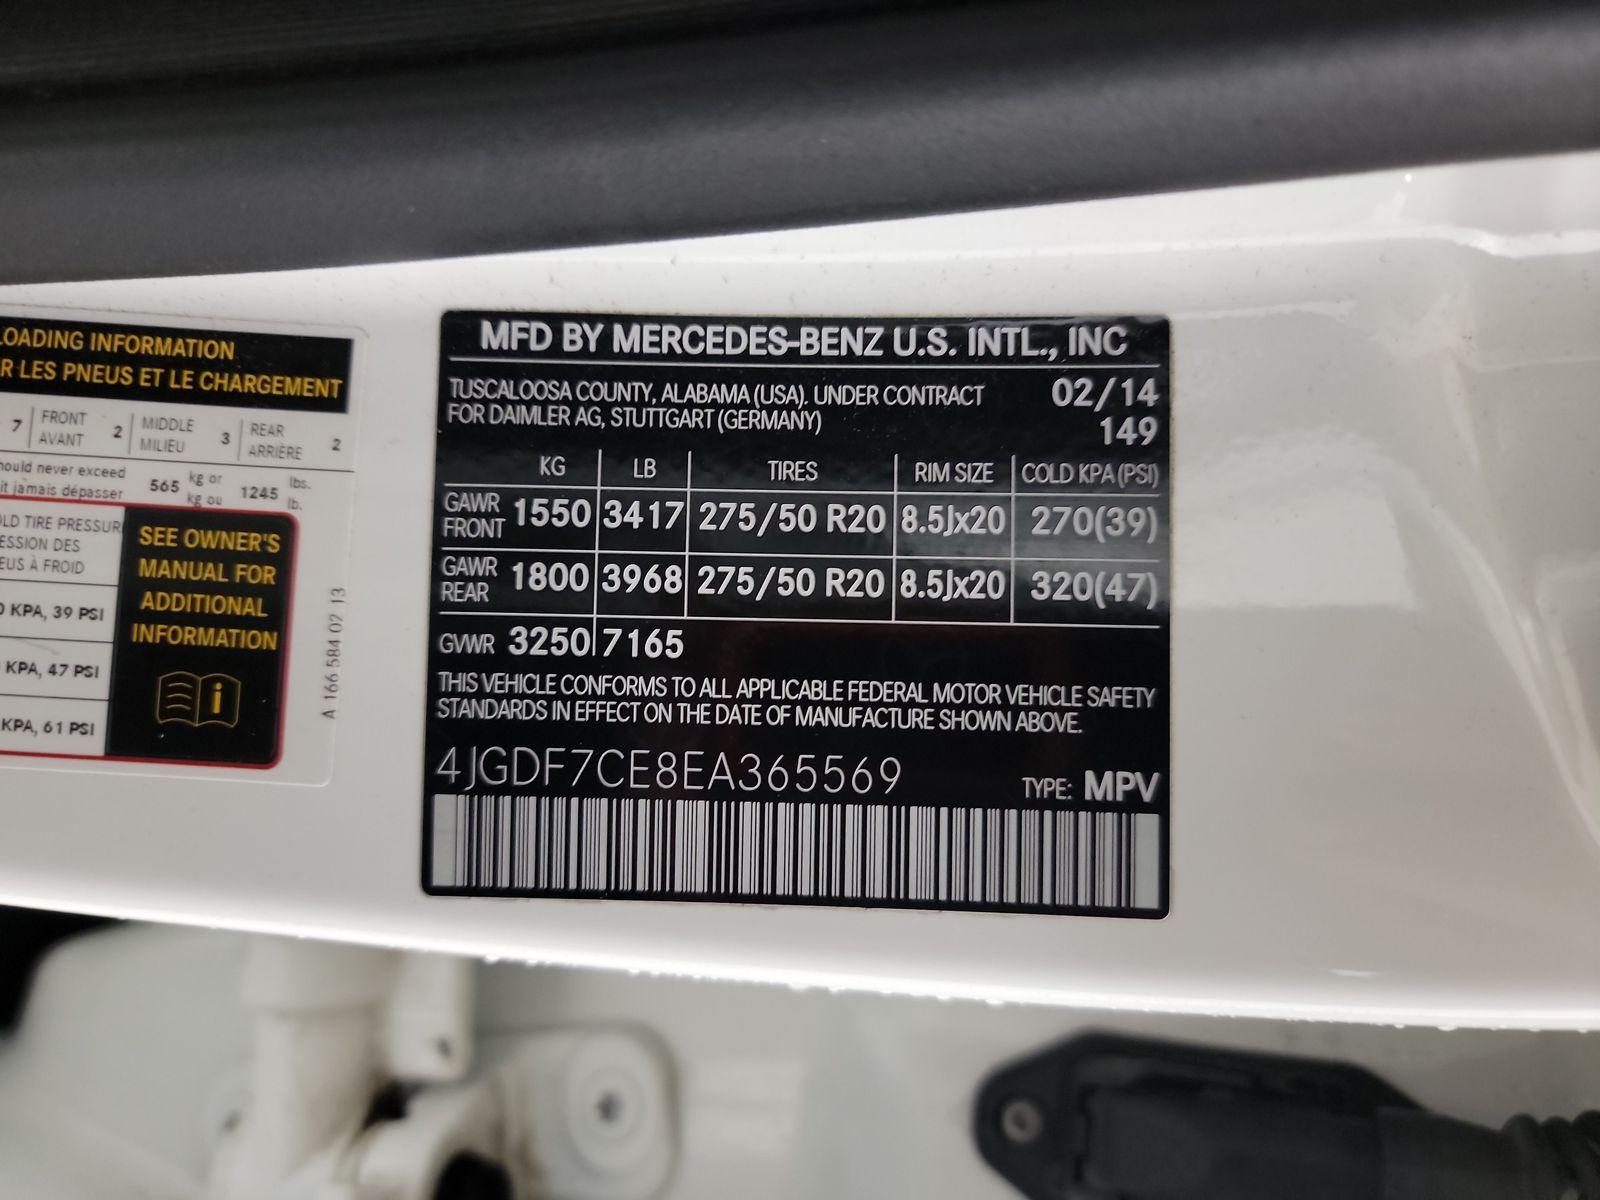 LOADING INFORMATION
R LES PNEUS ET LE CHARGEMENT
7 FRONT AVANT 2 MIDDLE MILIEU 3 REAR ARRIÈRE 2
never exceed 565 kg or 1245 lbs.
jamais dépasser kg ou lb.
TIRE PRESSURE
DES
À FROID
KPA, 39 PSI
KPA, 47 PSI
KPA, 61 PSI
SEE OWNER'S
MANUAL FOR
ADDITIONAL
INFORMATION
A 166 584 02 13
MFD BY MERCEDES-BENZ U.S. INTL., INC
TUSCALOOSA COUNTY, ALABAMA (USA). UNDER CONTRACT 02/14
FOR DAIMLER AG, STUTTGART (GERMANY) 149
KG LB TIRES RIM SIZE COLD KPA (PSI)
GAWR FRONT 1550 3417 275/50 R20 8.5Jx20 270(39)
GAWR REAR 1800 3968 275/50 R20 8.5Jx20 320(47)
GVWR 3250 7165
THIS VEHICLE CONFORMS TO ALL APPLICABLE FEDERAL MOTOR VEHICLE SAFETY
STANDARDS IN EFFECT ON THE DATE OF MANUFACTURE SHOWN ABOVE.
4JGDF7CE8EA365569 TYPE: MPV